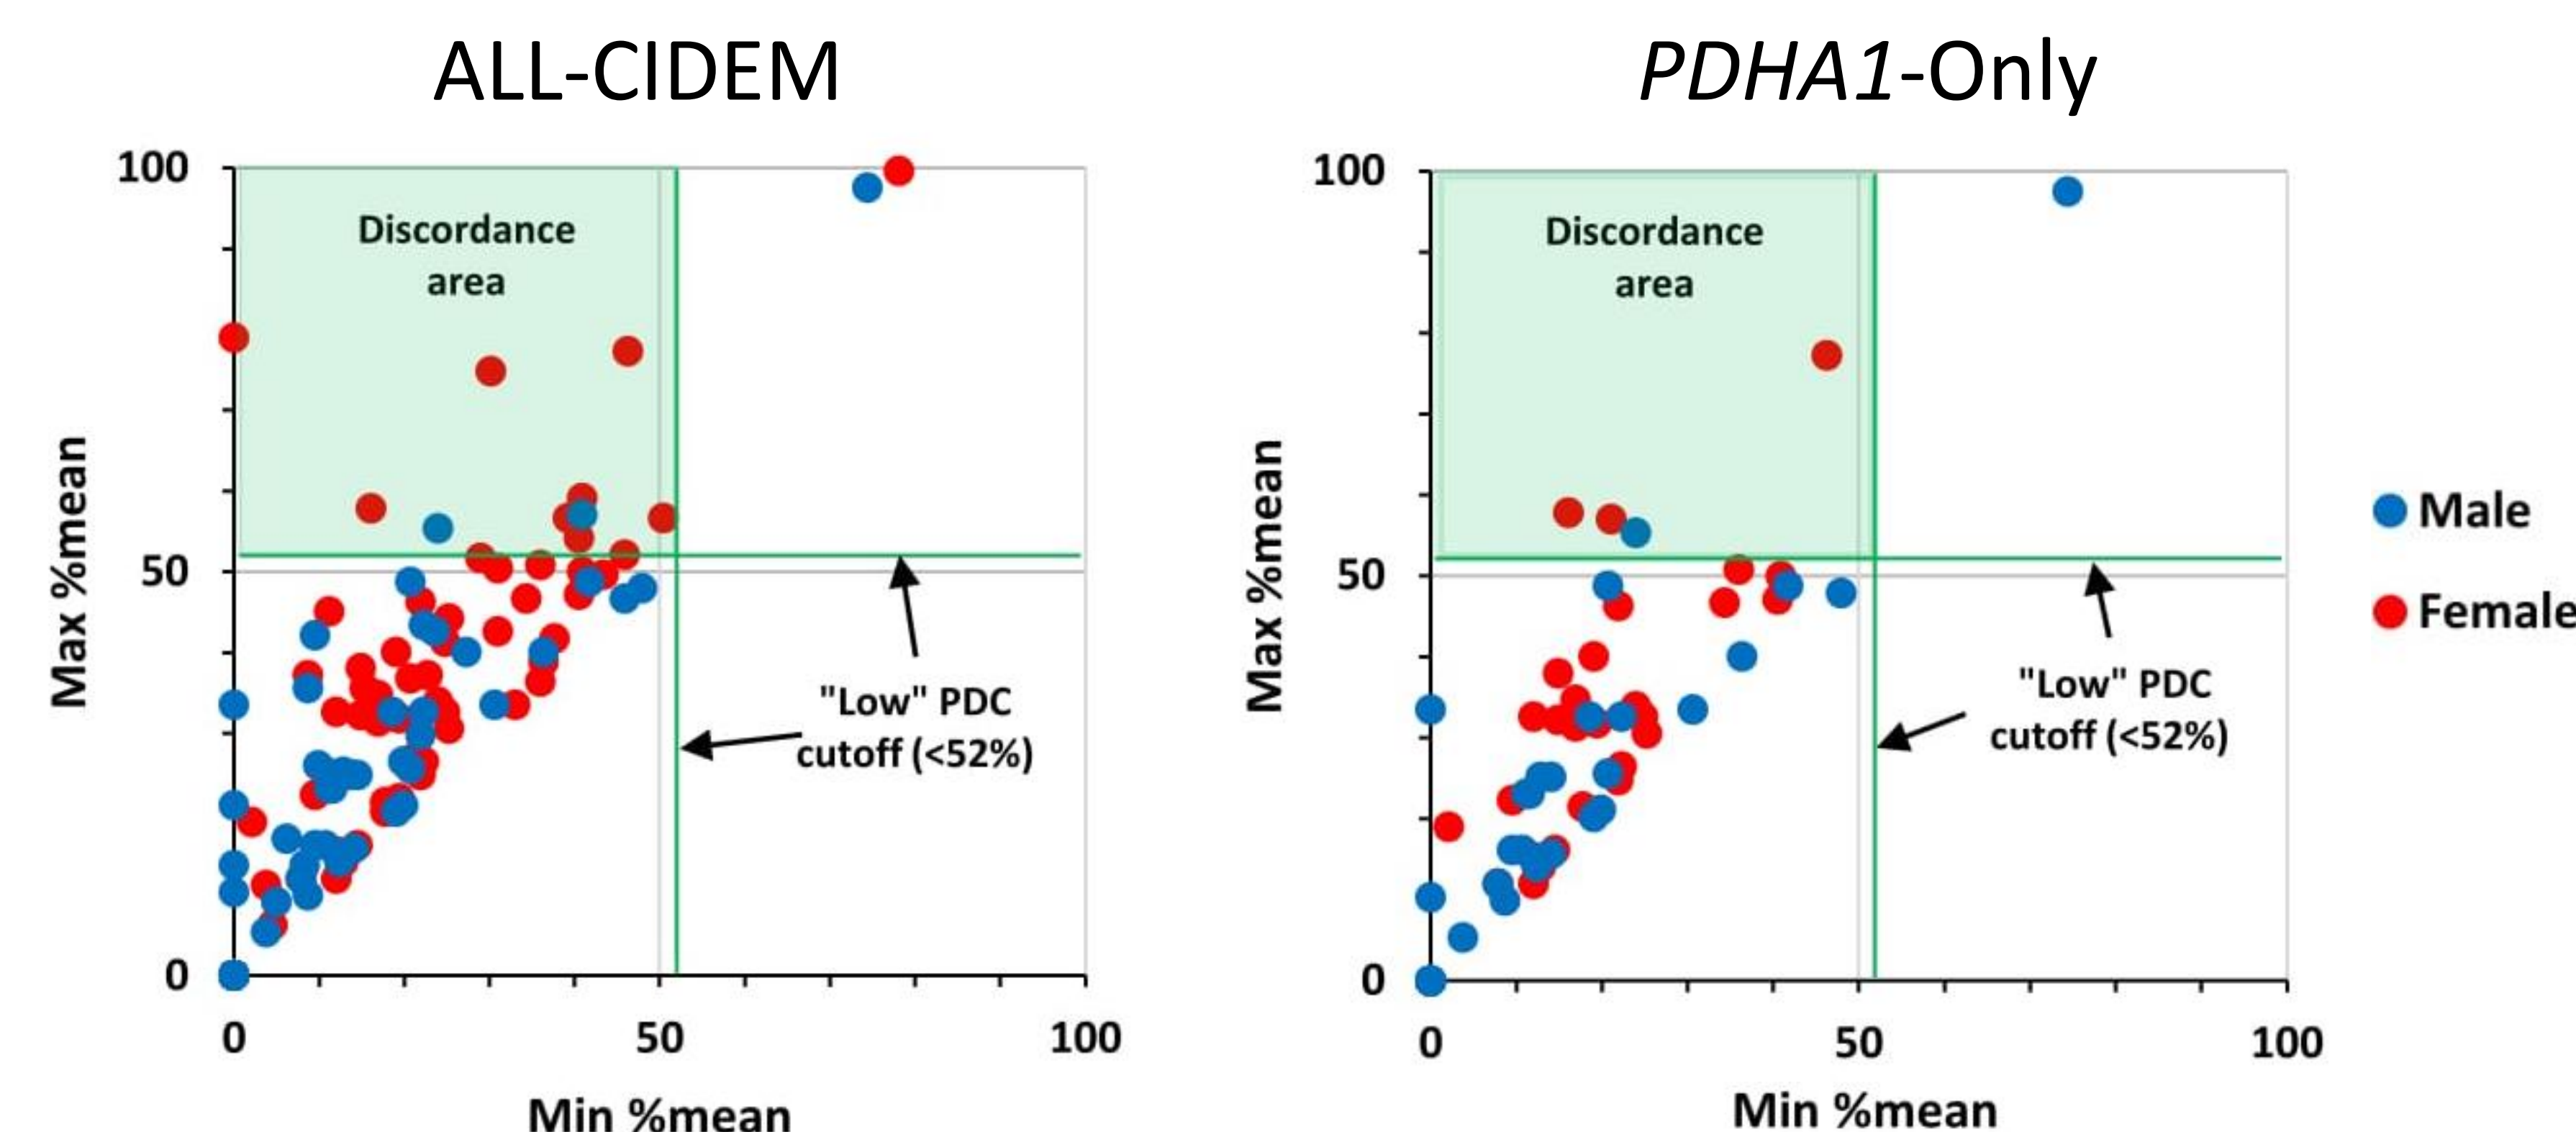 ALL-CIDEM
100
50
0
0
50
100
Max %mean
Min %mean
Discordance
area
"Low" PDC
cutoff (<52%)
PDHA1-Only
100
50
0
0
50
100
Max %mean
Min %mean
Discordance
area
"Low" PDC
cutoff (<52%)
Male
Female